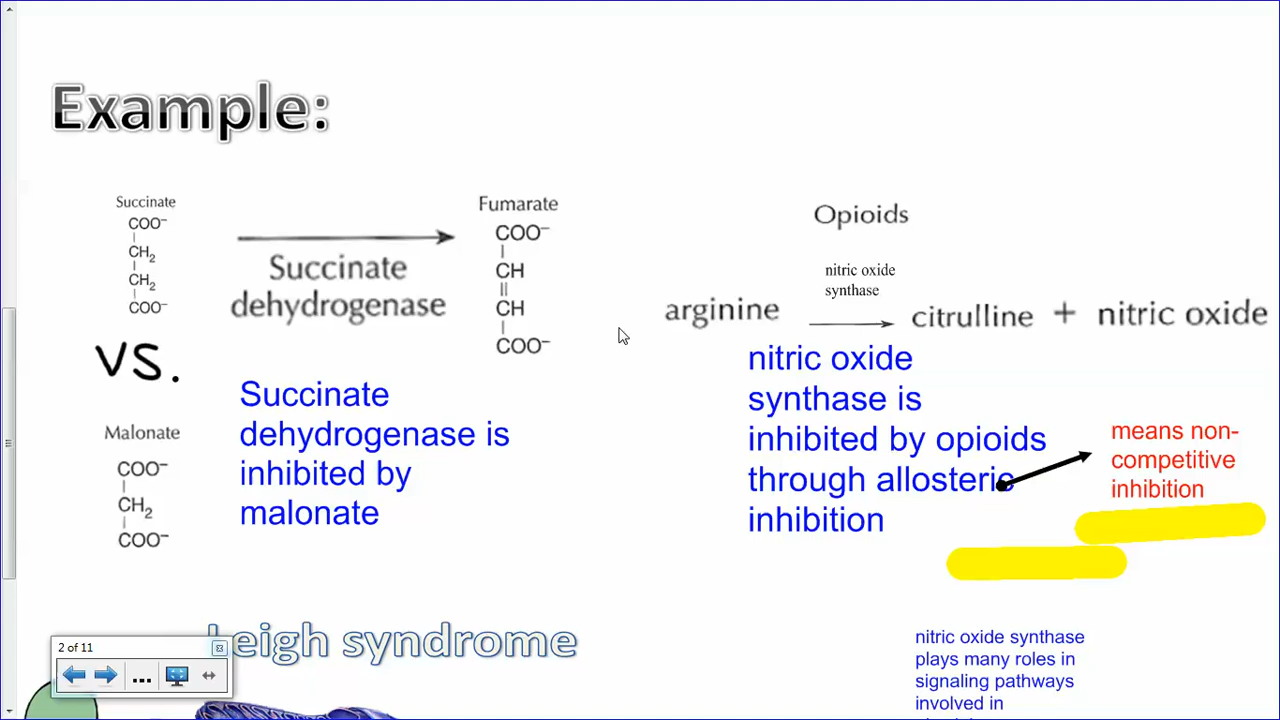 Example:
Succinate
COO⁻
CH₂
CH₂
COO⁻
Succinate
dehydrogenase
Fumarate
COO⁻
CH
CH
COO⁻
vs.
Malonate
COO⁻
CH₂
COO⁻
Succinate
dehydrogenase is
inhibited by
malonate
Opioids
nitric oxide
synthase
arginine
citrulline + nitric oxide
nitric oxide
synthase is
inhibited by opioids
through allosteric
inhibition
means non-
competitive
inhibition
Leigh syndrome
2 of 11
...
nitric oxide synthase
plays many roles in
signaling pathways
involved in